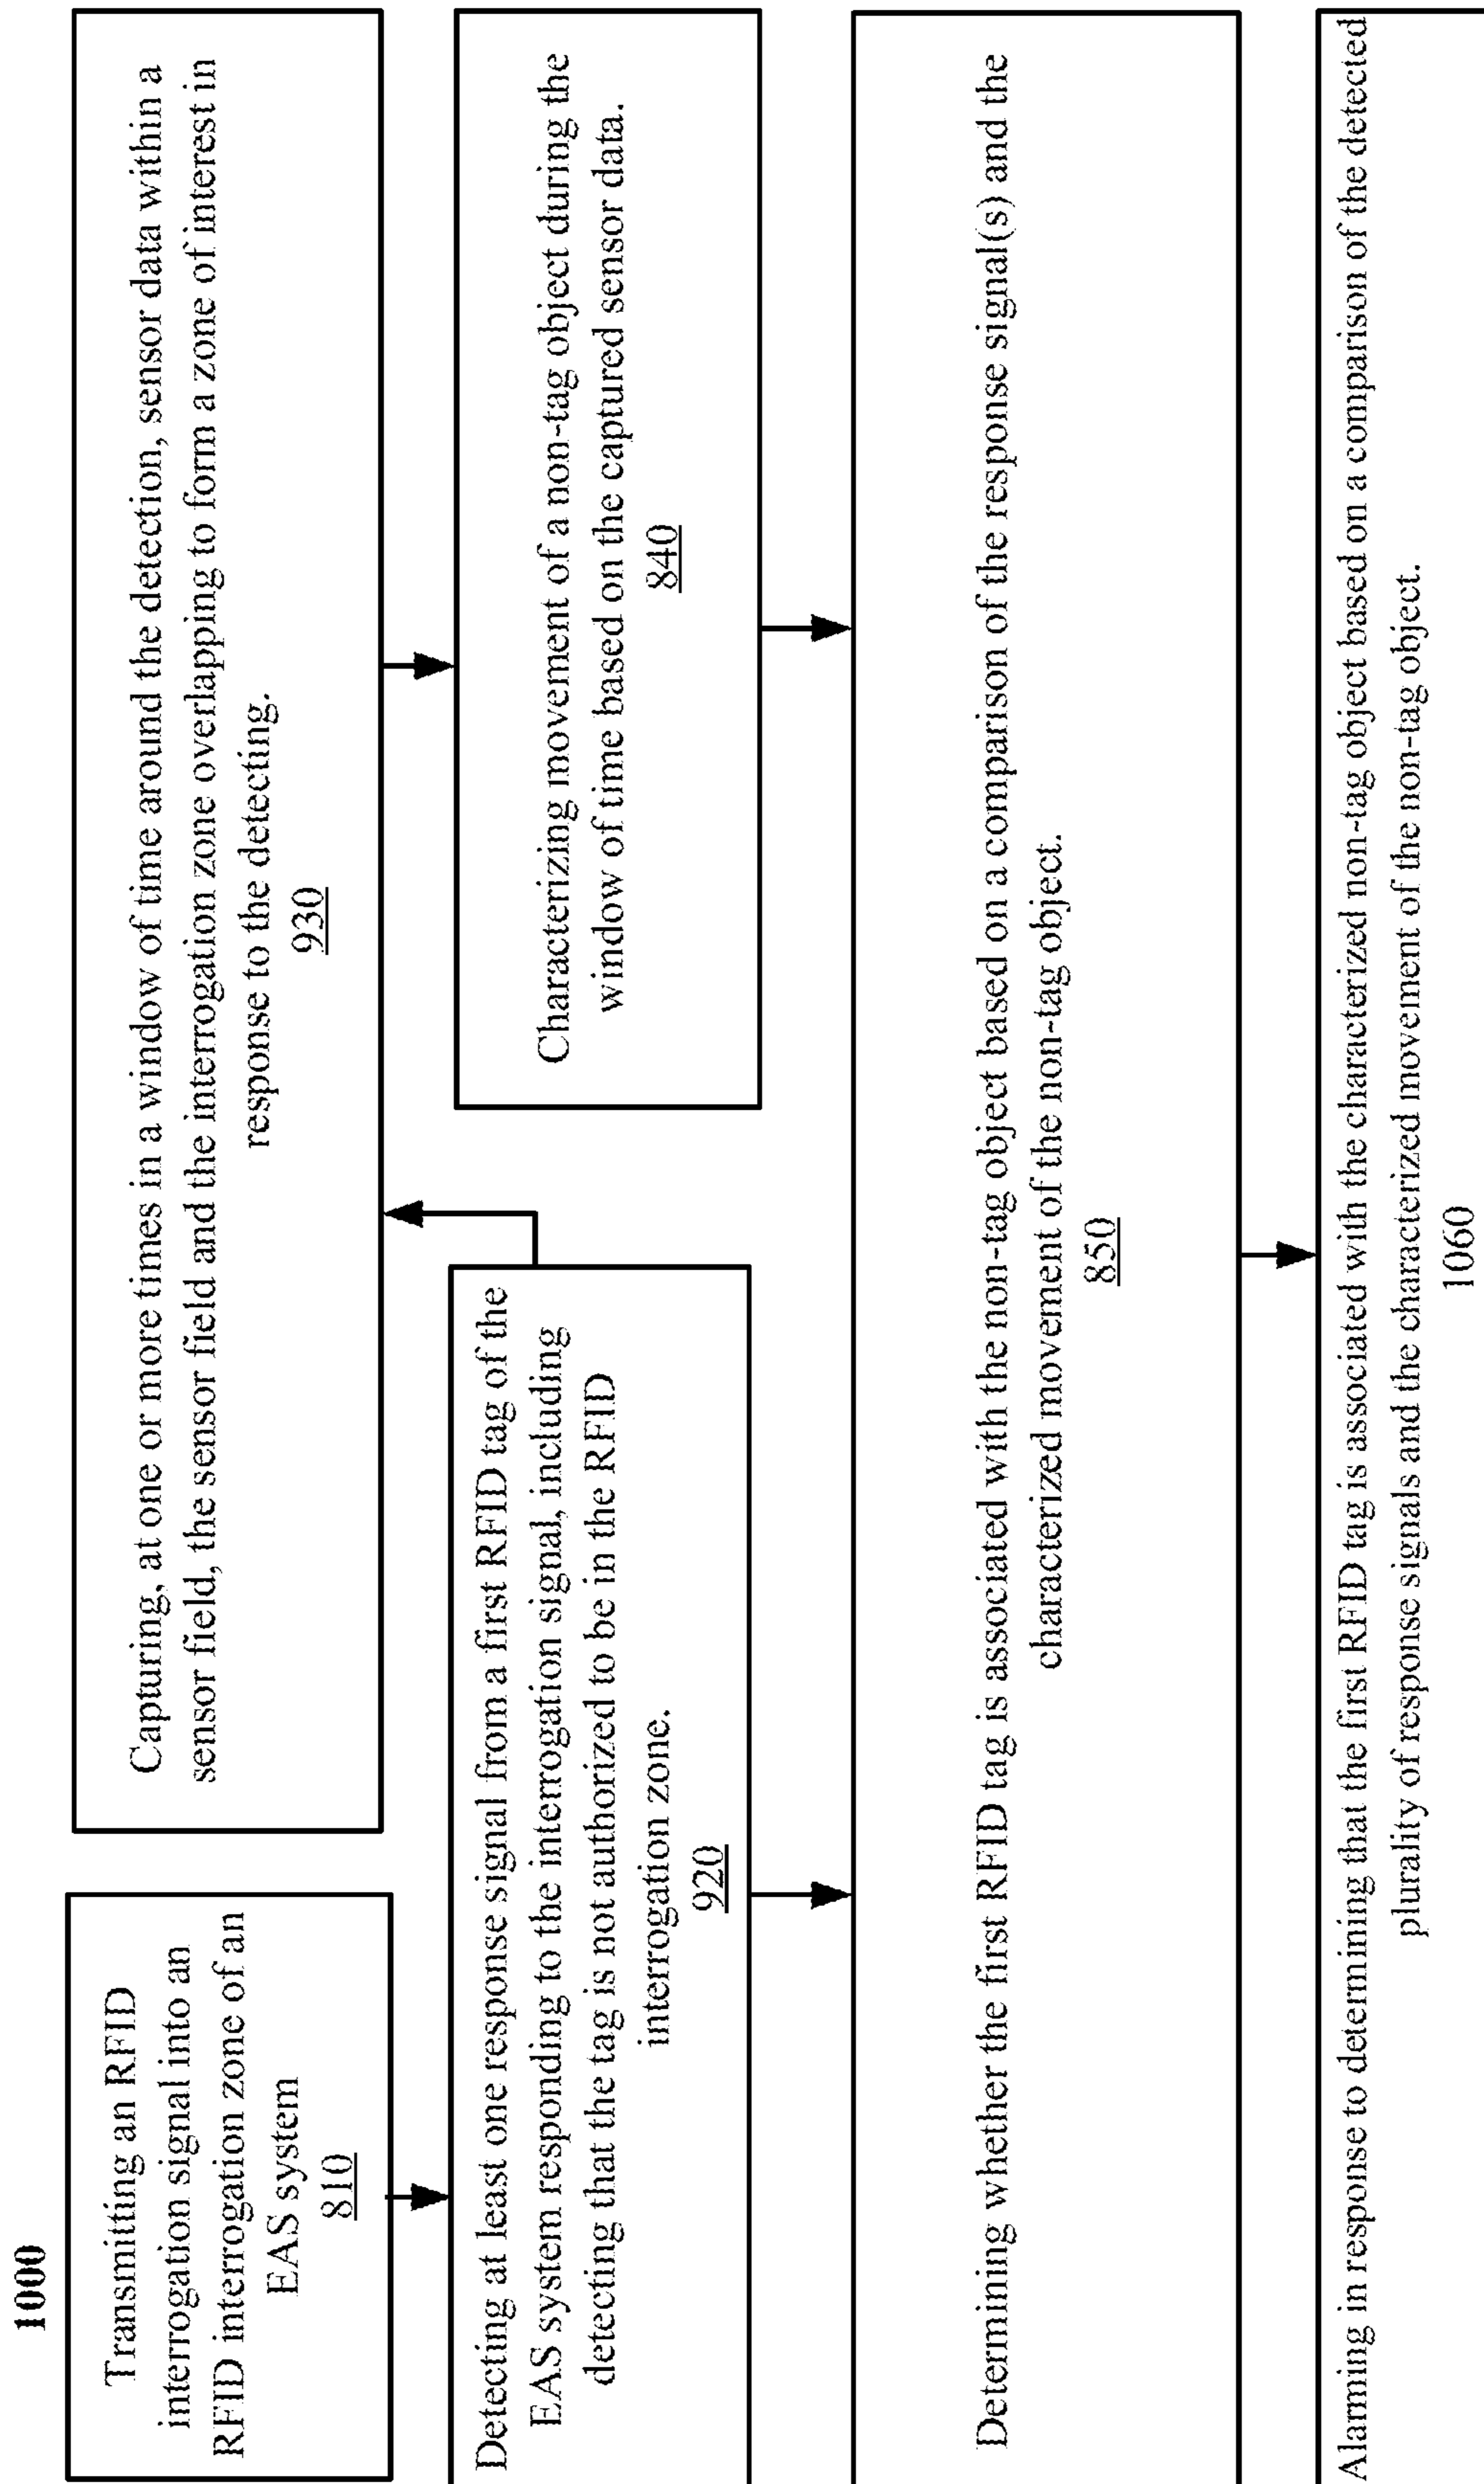 1000
Transmitting an RFID
interrogation signal into an
RFID interrogation zone of an
EAS system
810
Detecting at least one response signal from a first RFID tag of the
EAS system responding to the interrogation signal, including
detecting that the tag is not authorized to be in the RFID
interrogation zone.
920
Capturing, at one or more times in a window of time around the detection, sensor data within a
sensor field, the sensor field and the interrogation zone overlapping to form a zone of interest in
response to the detecting.
930
Characterizing movement of a non-tag object during the
window of time based on the captured sensor data.
840
Determining whether the first RFID tag is associated with the non-tag object based on a comparison of the response signal(s) and the
characterized movement of the non-tag object.
850
Alarming in response to determining that the first RFID tag is associated with the characterized non-tag object based on a comparison of the detected
plurality of response signals and the characterized movement of the non-tag object.
1060